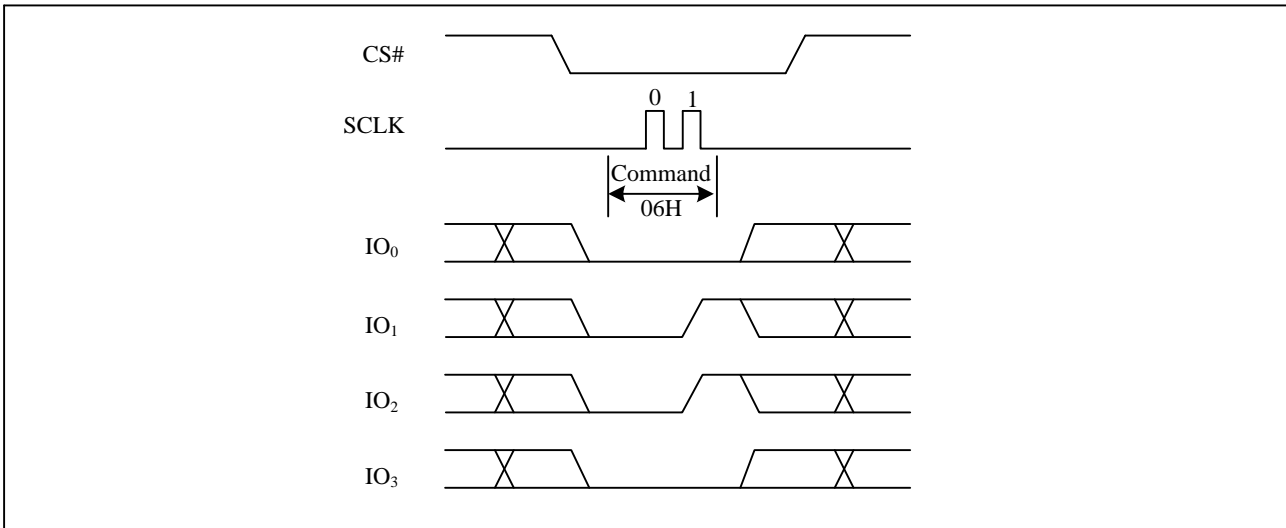 CS#
0 1
SCLK
Command
06H
IO₀
IO₁
IO₂
IO₃